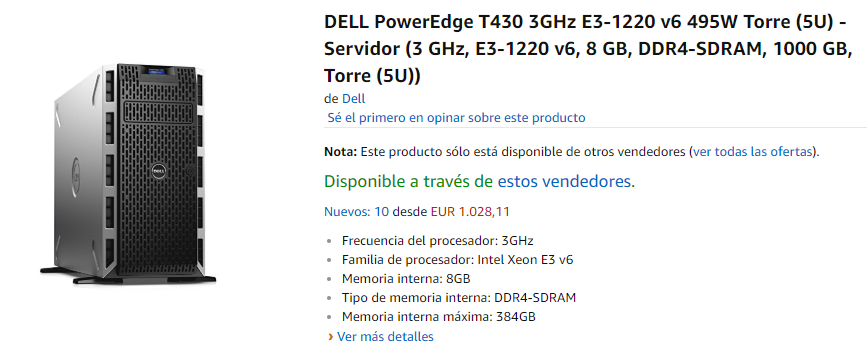 DELL PowerEdge T430 3GHz E3-1220 v6 495W Torre (5U) -
Servidor (3 GHz, E3-1220 v6, 8 GB, DDR4-SDRAM, 1000 GB,
Torre (5U))
de Dell
Sé el primero en opinar sobre este producto
Nota: Este producto sólo está disponible de otros vendedores (ver todas las ofertas).
Disponible a través de estos vendedores.
Nuevos: 10 desde EUR 1.028,11
• Frecuencia del procesador: 3GHz
• Familia de procesador: Intel Xeon E3 v6
• Memoria interna: 8GB
• Tipo de memoria interna: DDR4-SDRAM
• Memoria interna máxima: 384GB
› Ver más detalles
DELL